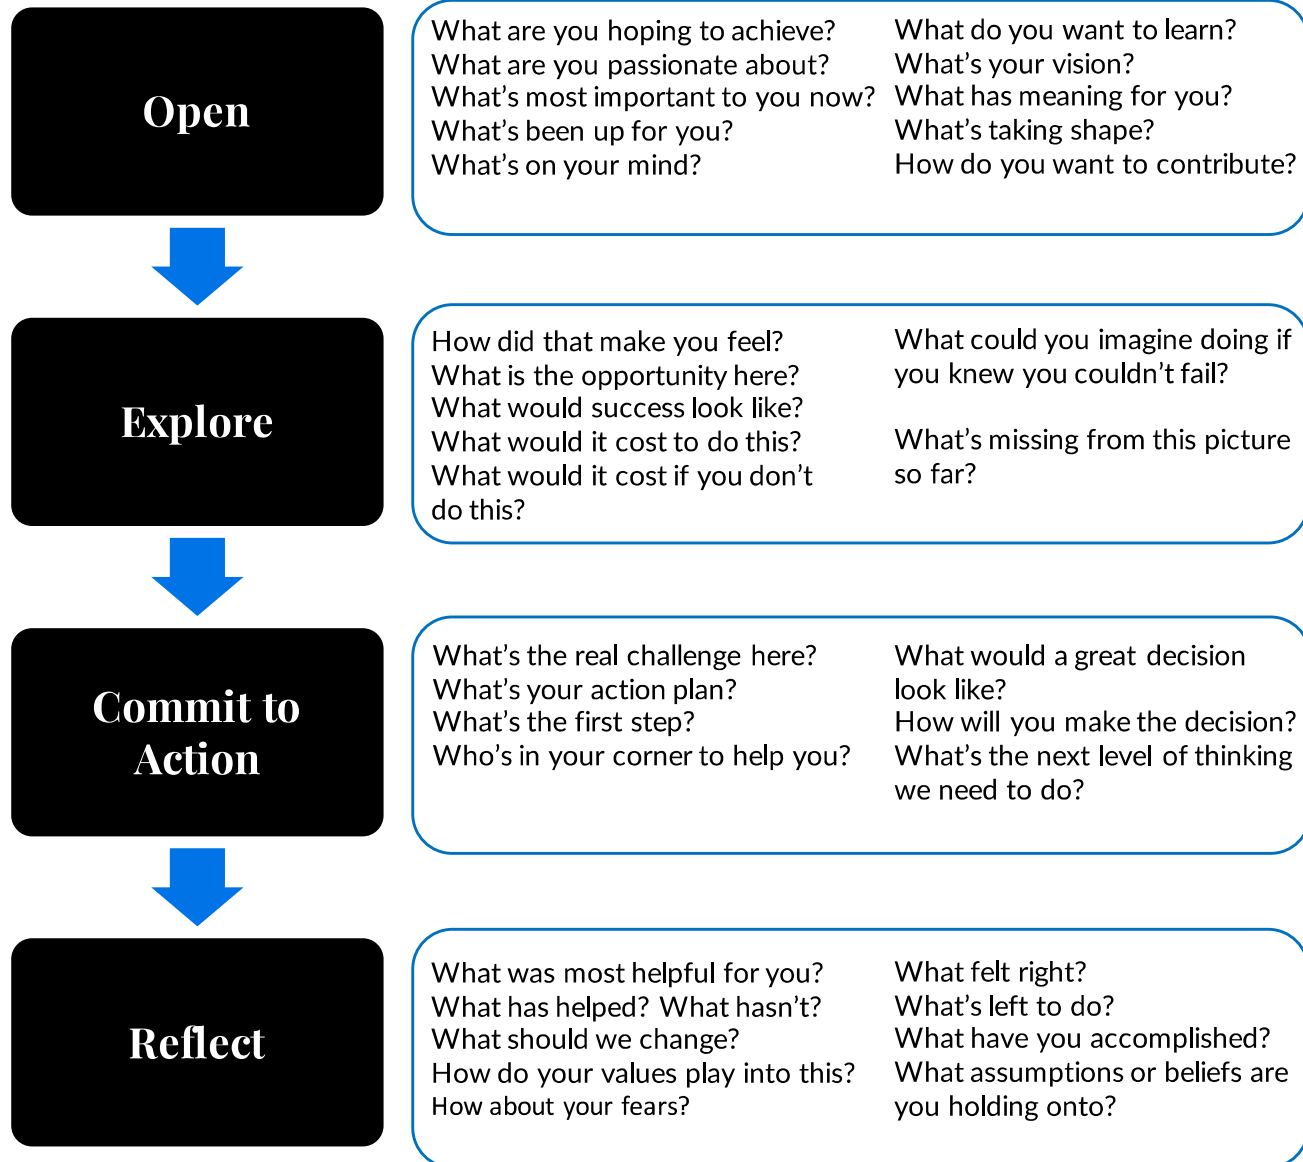 Open
What are you hoping to achieve?
What are you passionate about?
What's most important to you now?
What's been up for you?
What's on your mind?
What do you want to learn?
What's your vision?
What has meaning for you?
What's taking shape?
How do you want to contribute?
Explore
How did that make you feel?
What is the opportunity here?
What would success look like?
What would it cost to do this?
What would it cost if you don't
do this?
What could you imagine doing if
you knew you couldn't fail?
What's missing from this picture
so far?
Commit to
Action
What's the real challenge here?
What's your action plan?
What's the first step?
Who's in your corner to help you?
What would a great decision
look like?
How will you make the decision?
What's the next level of thinking
we need to do?
Reflect
What was most helpful for you?
What has helped? What hasn't?
What should we change?
How do your values play into this?
How about your fears?
What felt right?
What's left to do?
What have you accomplished?
What assumptions or beliefs are
you holding onto?